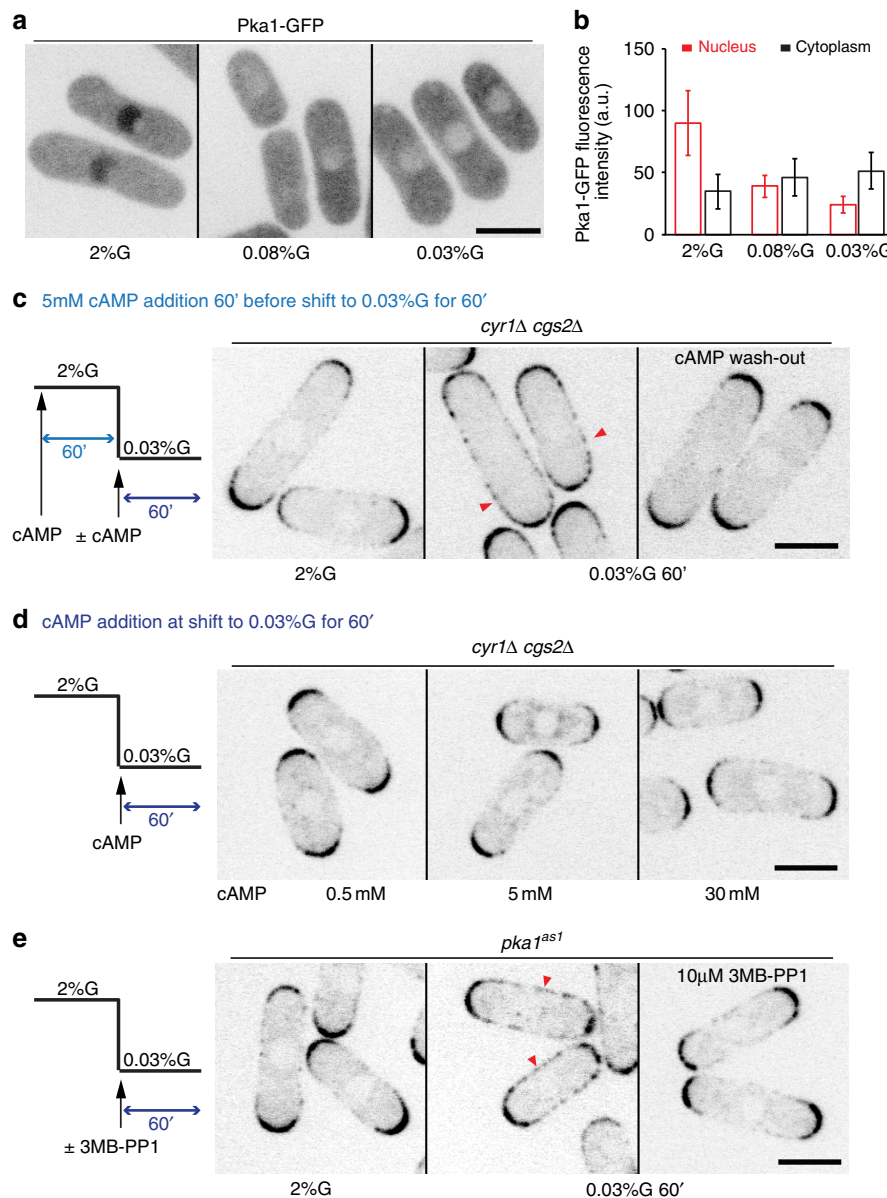 a
Pka1-GFP
2%G 0.08%G 0.03%G
b
Pka1-GFP fluorescence
intensity (a.u.)
Nucleus Cytoplasm
150
100
50
0
2%G 0.08%G 0.03%G
c 5mM cAMP addition 60' before shift to 0.03%G for 60′
cyr1Δ cgs2Δ
2%G
60'
0.03%G
60'
cAMP ± cAMP
cAMP wash-out
2%G 0.03%G 60'
d cAMP addition at shift to 0.03%G for 60′
cyr1Δ cgs2Δ
2%G
0.03%G
60′
cAMP
cAMP 0.5 mM 5 mM 30 mM
e
pka1as1
2%G
0.03%G
60′
± 3MB-PP1
10µM 3MB-PP1
2%G 0.03%G 60′